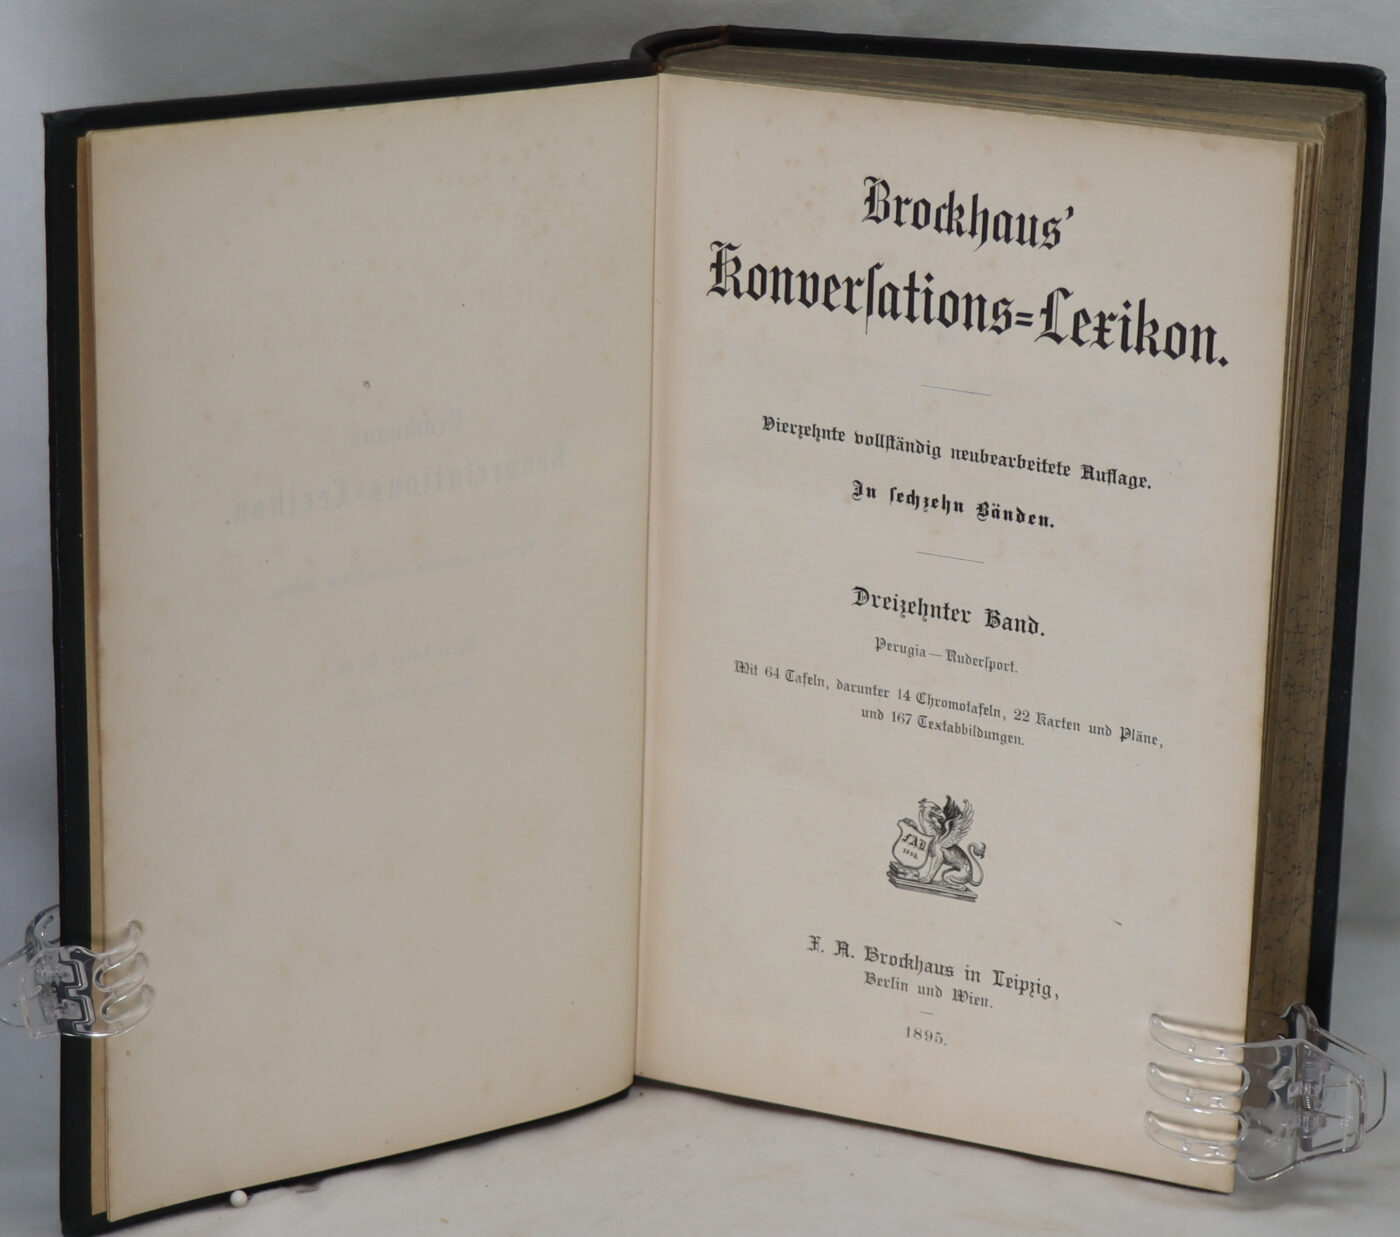 Brockhaus'
Konverſations=Lexikon.
Vierzehnte vollſtändig neubearbeitete Auflage.
In ſechzehn Bänden.
Dreizehnter Band.
Perugia — Ruderſport.
Mit 64 Tafeln, darunter 14 Chromotafeln, 22 Karten und Pläne,
und 167 Textabbildungen.
F. A. B.
F. A. Brockhaus in Leipzig,
Berlin und Wien.
1895.